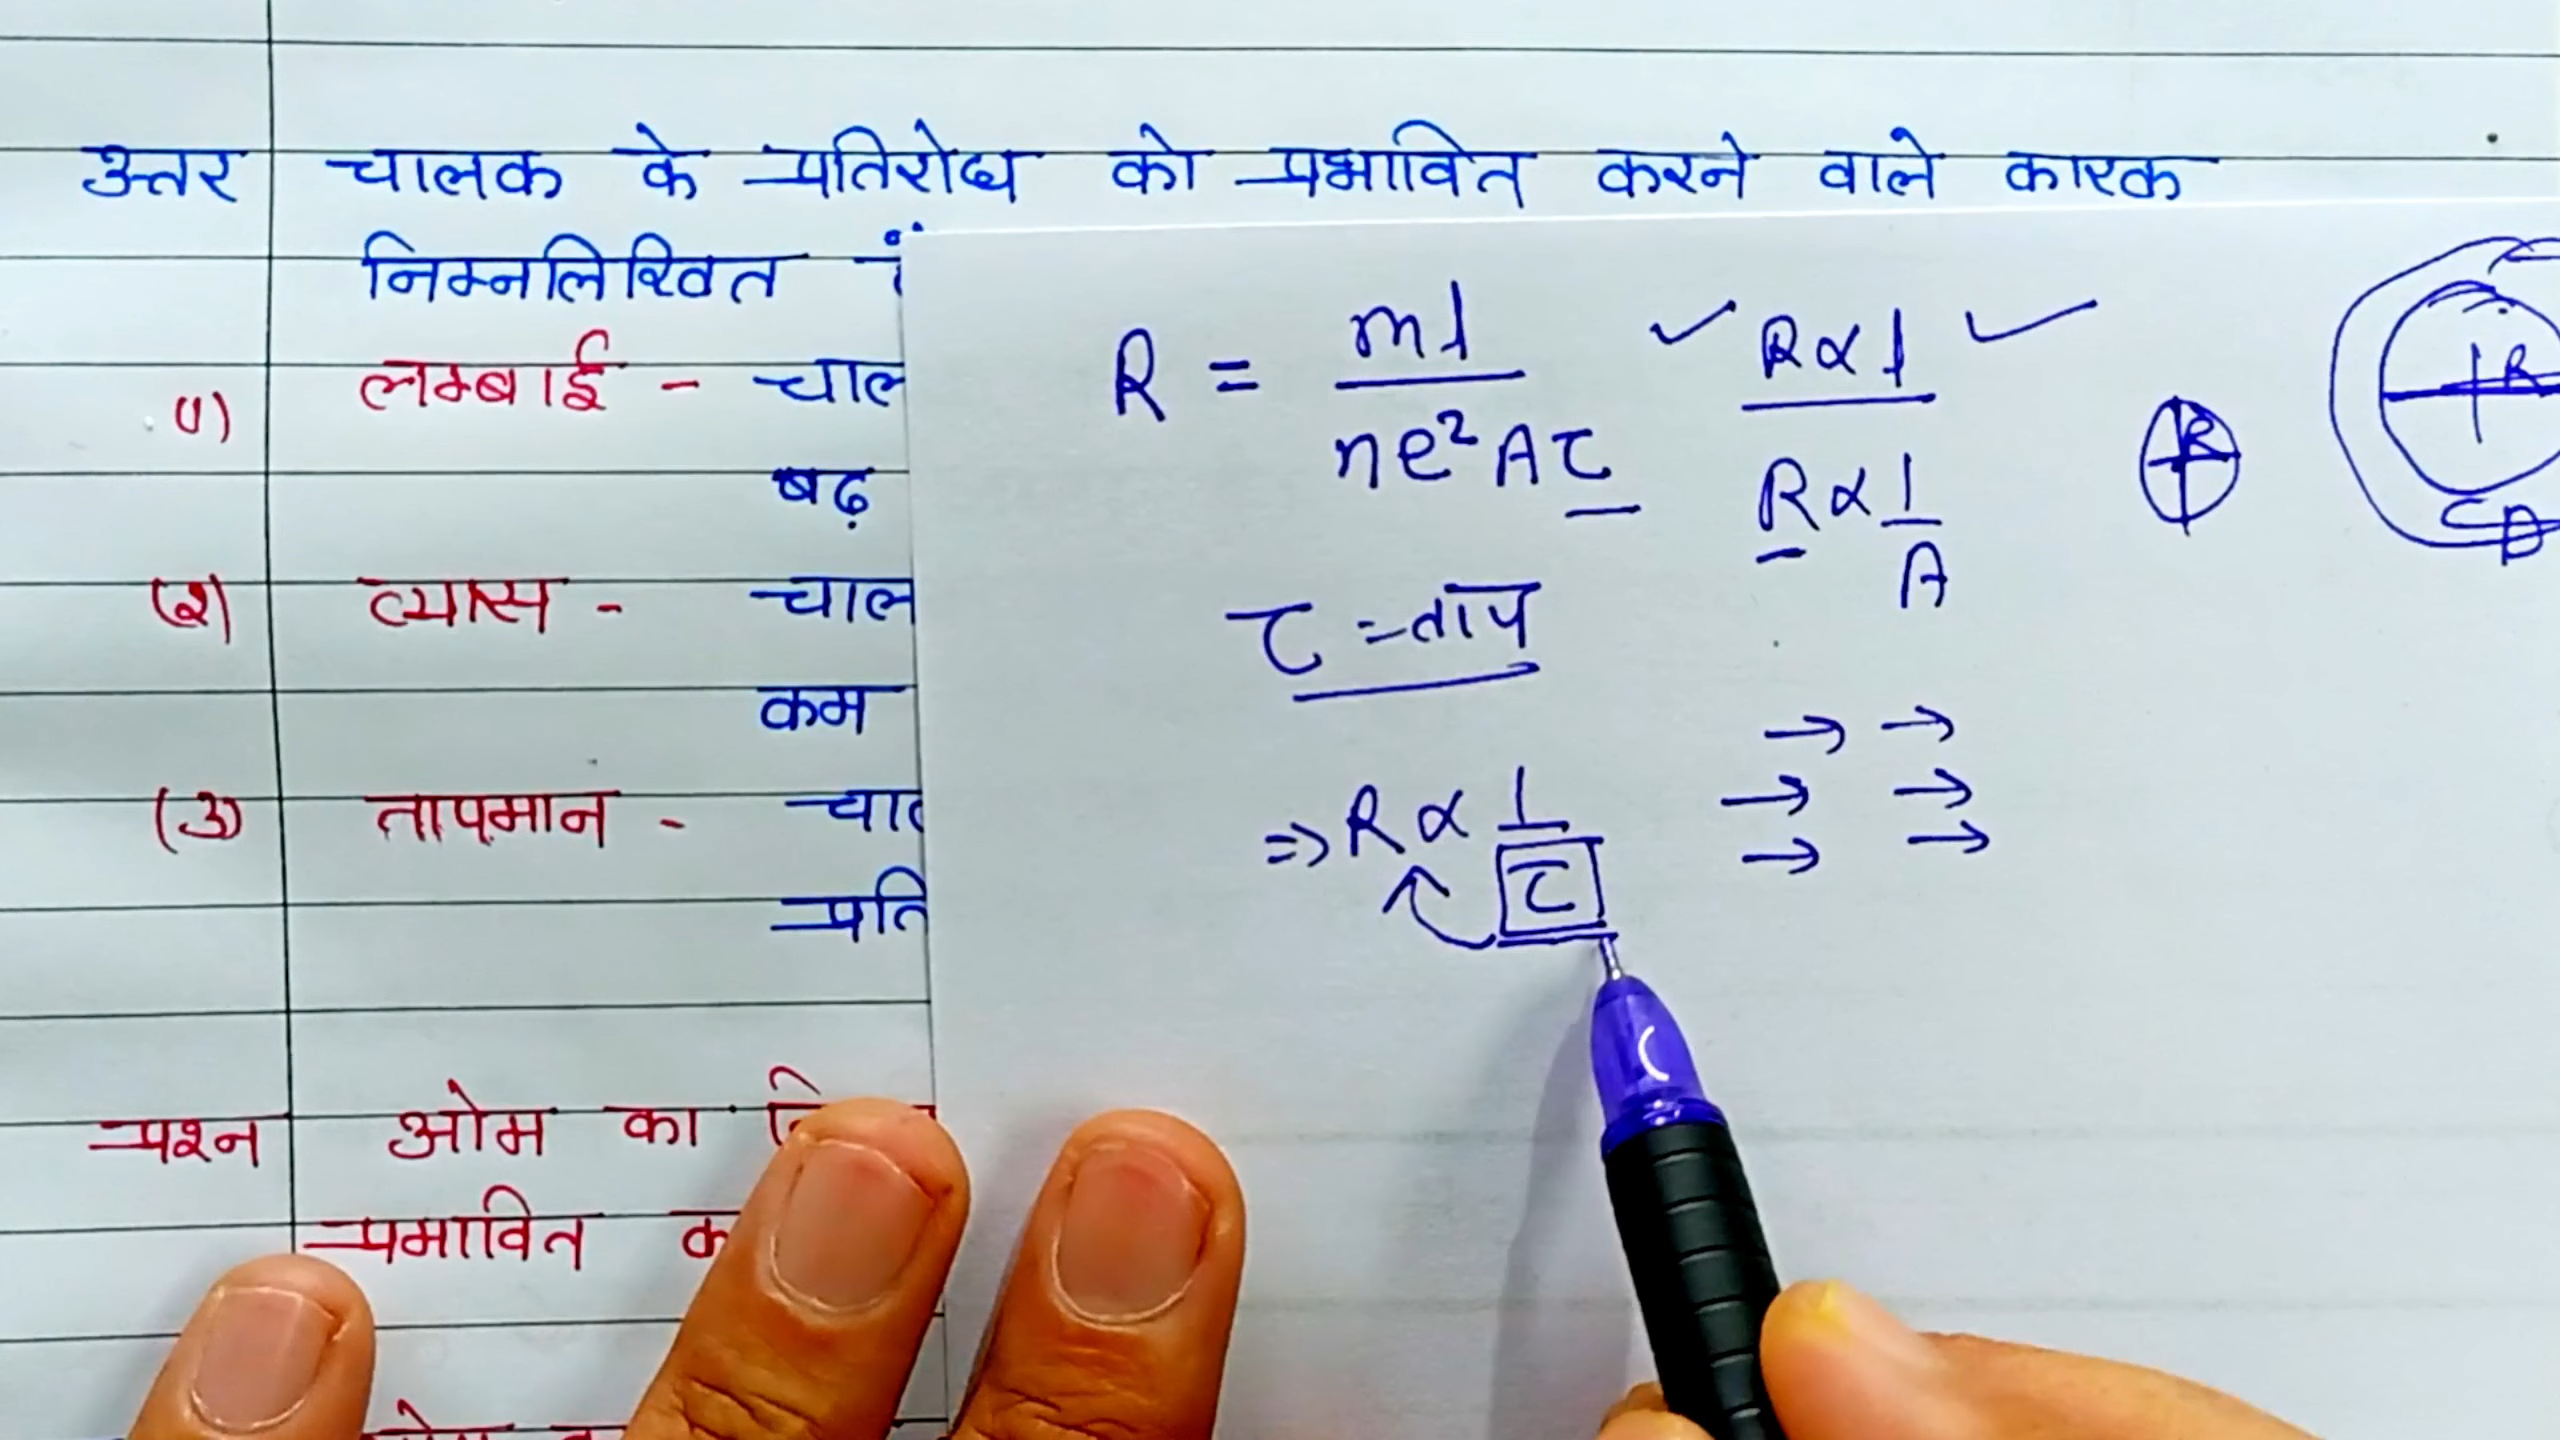 उत्तर चालक के प्रतिरोध को प्रभावित करने वाले कारक
निम्नलिखित
(1) लम्बाई - चाल
बढ़
(2) व्यास - चाल
कम
(3) तापमान -
प्रति
प्रश्न ओम का
प्रभावित
R = ml / ne²Aτ
R α l
R α 1/A
τ = ताप
⇒ R α 1/τ
→ →
→ →
→ →
R
R